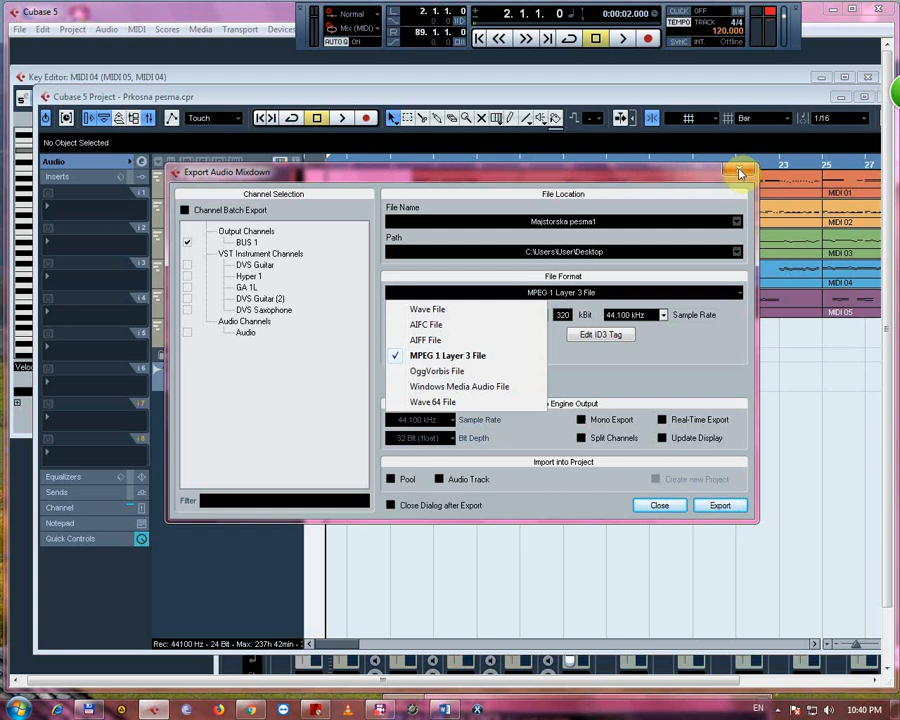 Cubase 5
File Edit Project Audio MIDI Scores Media Transport Devices
Normal
Mix (MIDI)
AUTO Q ON
L 2. 1. 1. 0
R 89. 1. 1. 0
2. 1. 1. 0
0:00:02.000
CLICK OFF
TEMPO TRACK 4/4
120.000
SYNC INT. Offline
Key Editor: MIDI 04 (MIDI 05, MIDI 04)
Cubase 5 Project - Prkosna pesma.cpr
Touch
Bar
1/16
No Object Selected
Audio
Inserts
i 1
i 2
i 3
i 4
i 5
i 6
i 7
i 8
Equalizers
Sends
Channel
Notepad
Quick Controls
23 25 27
MIDI 01
MIDI 02
MIDI 03
MIDI 04
MIDI 05
Export Audio Mixdown
Channel Selection
Channel Batch Export
Output Channels
BUS 1
VST Instrument Channels
DVS Guitar
Hyper 1
GA 1L
DVS Guitar (2)
DVS Saxophone
Audio Channels
Audio
Filter
File Location
File Name
Majstorska pesma1
Path
C:\Users\User\Desktop
File Format
MPEG 1 Layer 3 File
Wave File
AIFC File
AIFF File
MPEG 1 Layer 3 File
OggVorbis File
Windows Media Audio File
Wave 64 File
320 kBit 44.100 kHz Sample Rate
Edit ID3 Tag
Engine Output
44.100 kHz Sample Rate
32 Bit (float) Bit Depth
Mono Export
Real-Time Export
Split Channels
Update Display
Import into Project
Pool
Audio Track
Create new Project
Close Dialog after Export
Close
Export
Rec: 44100 Hz - 24 Bit - Max: 237h 42min -
EN
10:40 PM